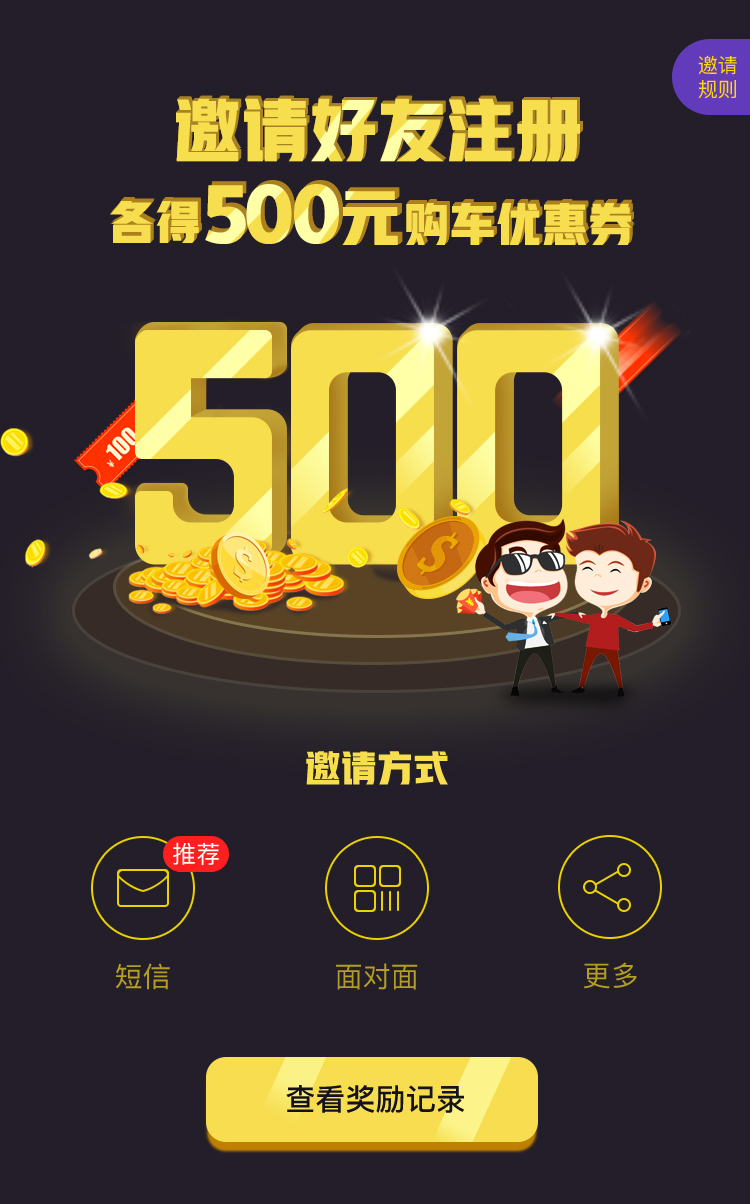 邀请
规则
邀请好友注册
各得500元购车优惠券
500
¥100
邀请方式
推荐
短信
面对面
更多
查看奖励记录